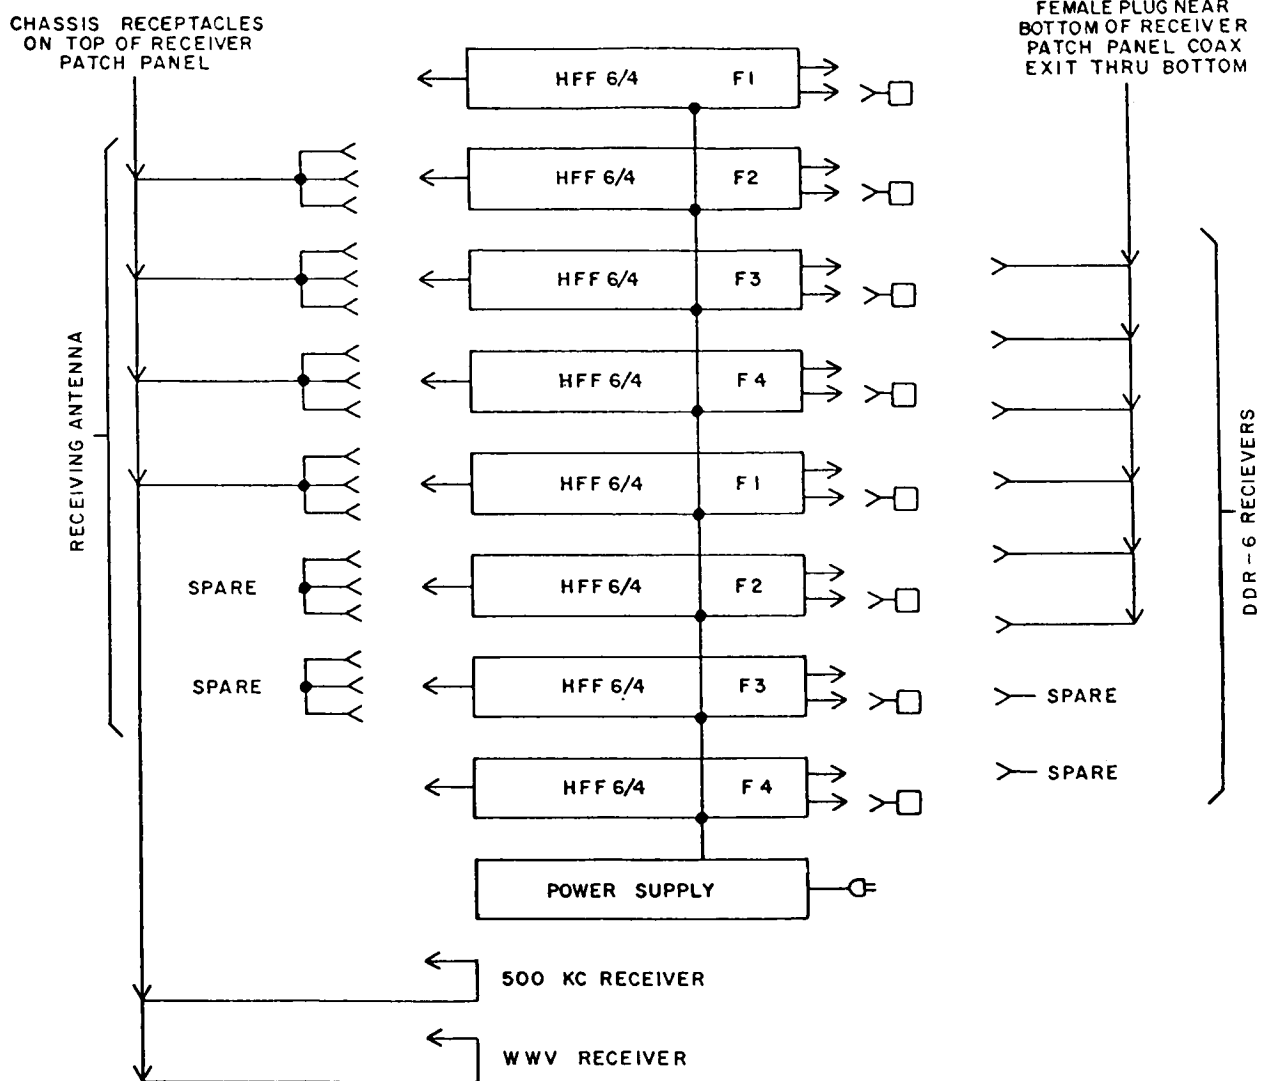 CHASSIS RECEPTACLES
ON TOP OF RECEIVER
PATCH PANEL
FEMALE PLUG NEAR
BOTTOM OF RECEIVER
PATCH PANEL COAX
EXIT THRU BOTTOM
HFF 6/4 F1
HFF 6/4 F2
HFF 6/4 F3
HFF 6/4 F4
HFF 6/4 F1
HFF 6/4 F2
HFF 6/4 F3
HFF 6/4 F4
RECEIVING ANTENNA
SPARE
SPARE
DDR-6 RECIEVERS
SPARE
SPARE
POWER SUPPLY
500 KC RECEIVER
WWV RECEIVER